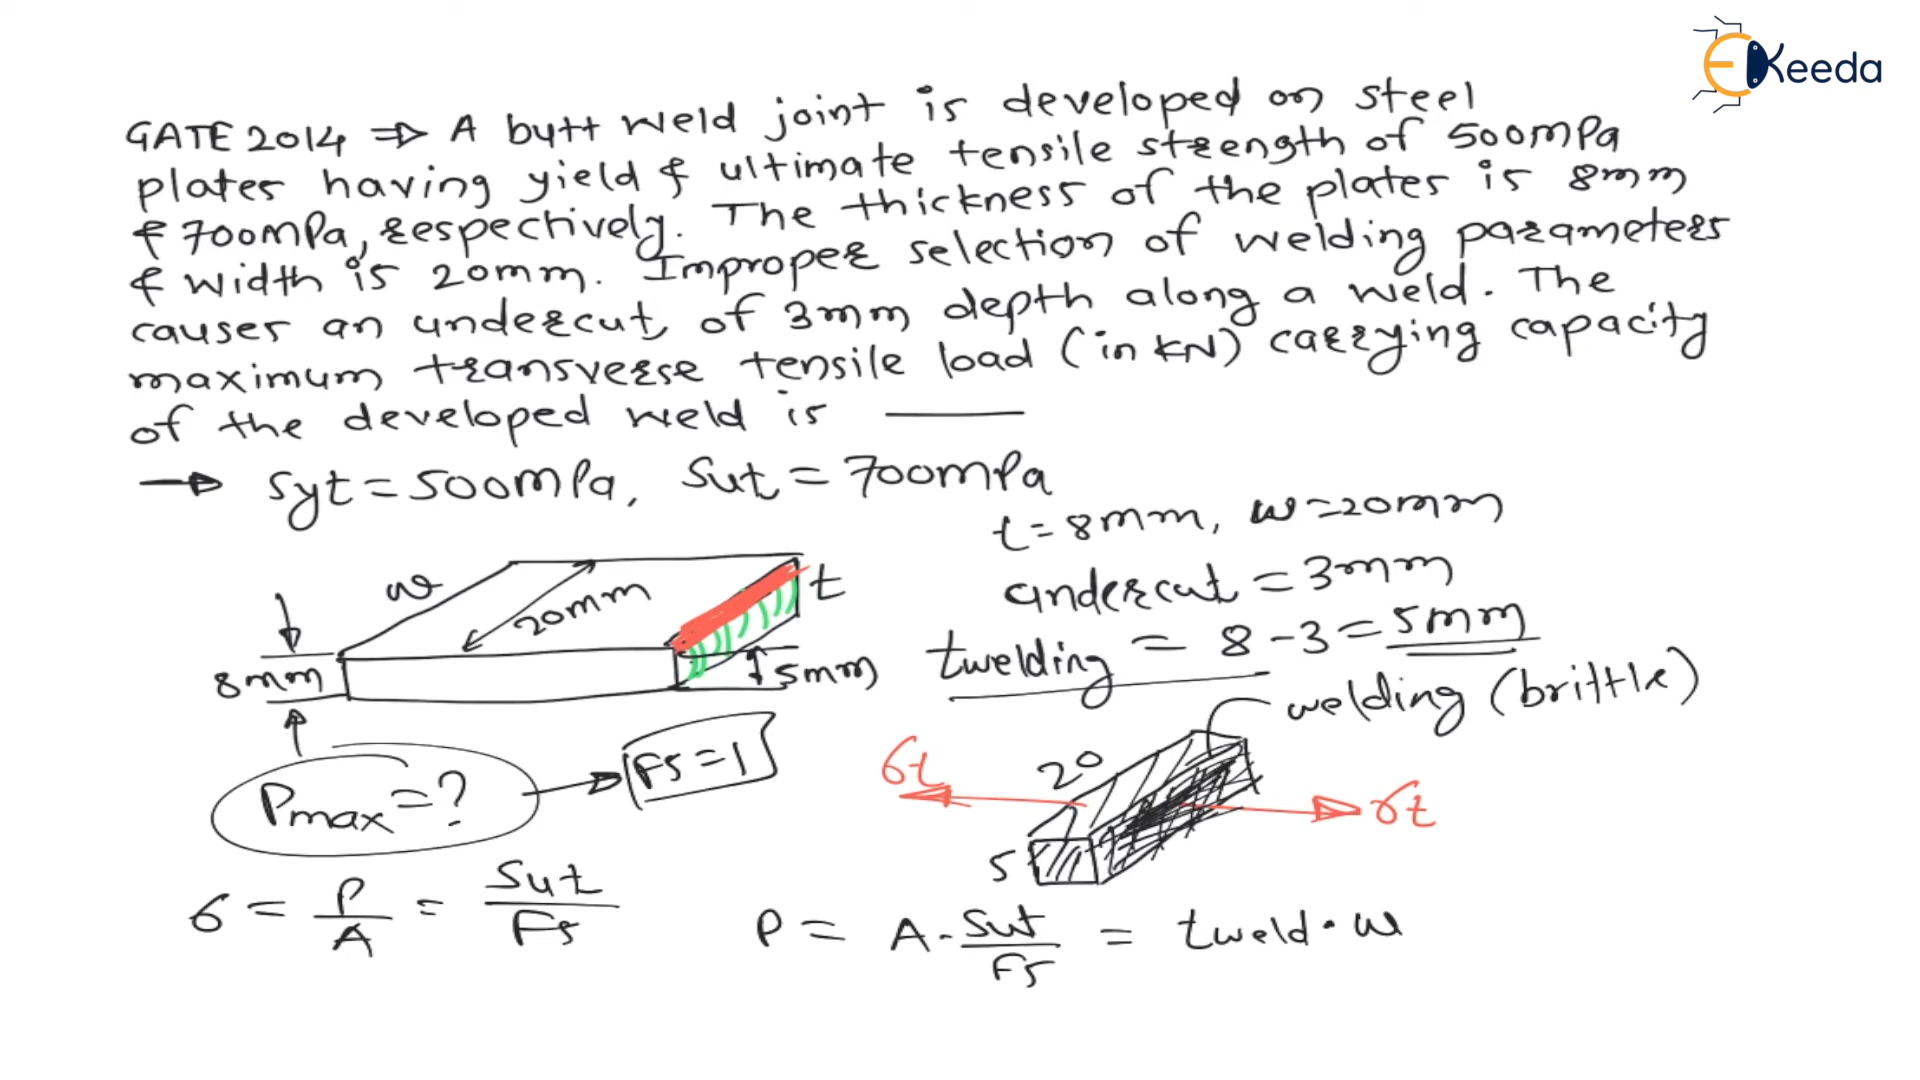 EKeeda
GATE 2014 ⇒ A butt weld joint is developed on steel
plates having yield & ultimate tensile strength of 500MPa
& 700MPa, respectively. The thickness of the plates is 8mm
& width is 20mm. Improper selection of welding parameters
causes an undercut of 3mm depth along a weld. The
maximum transverse tensile load (in KN) carrying capacity
of the developed weld is ____
→ Syt = 500MPa, Sut = 700MPa
t = 8mm, w = 20mm
undercut = 3mm
twelding = 8 - 3 = 5mm
w
20mm
t
8mm
5mm
welding (brittle)
Pmax = ? → FS = 1
σt
20
σt
5
σ = P/A = Sut/FS
P = A · Sut/FS = tweld · w